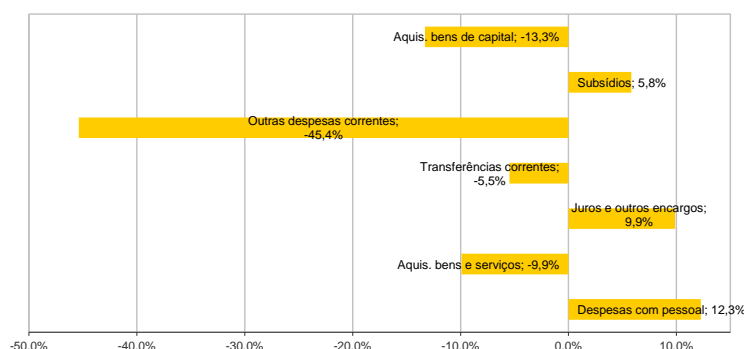 Aquis. bens de capital; -13,3%
Subsídios; 5,8%
Outras despesas correntes;
-45,4%
Transferências correntes;
-5,5%
Juros e outros encargos;
9,9%
Aquis. bens e serviços; -9,9%
Despesas com pessoal; 12,3%
-50,0% -40,0% -30,0% -20,0% -10,0% 0,0% 10,0%